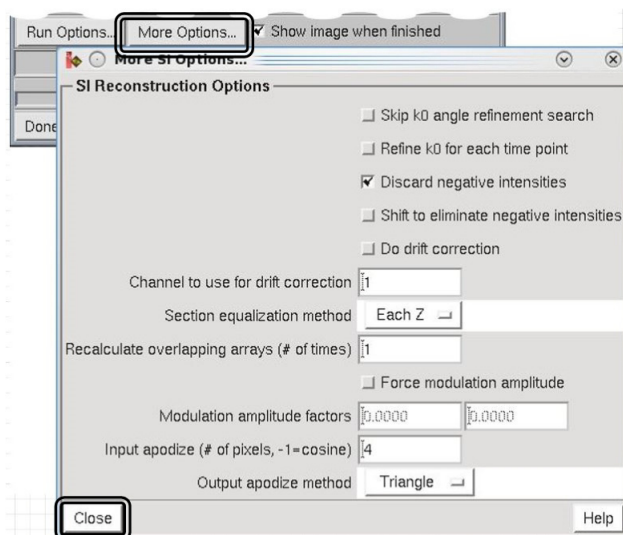 Run Options... More Options... Show image when finished
More SI Options...
SI Reconstruction Options
Done
Skip k0 angle refinement search
Refine k0 for each time point
Discard negative intensities
Shift to eliminate negative intensities
Do drift correction
Channel to use for drift correction 1
Section equalization method Each Z
Recalculate overlapping arrays (# of times) 1
Force modulation amplitude
Modulation amplitude factors 0.0000 0.0000
Input apodize (# of pixels, -1=cosine) 4
Output apodize method Triangle
Close Help